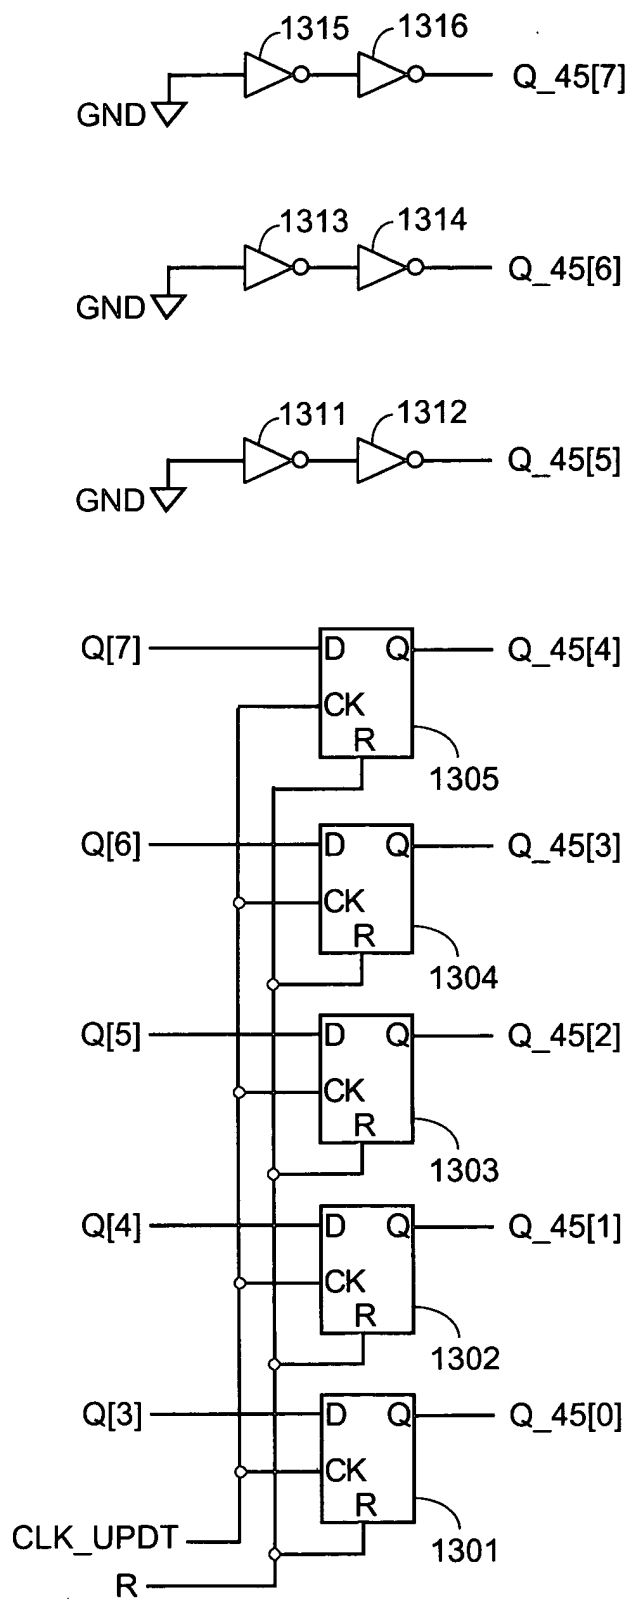 1315 1316
Q_45[7]
GND
1313 1314
Q_45[6]
GND
1311 1312
Q_45[5]
GND
Q[7] D Q Q_45[4]
CK
R
1305
Q[6] D Q Q_45[3]
CK
R
1304
Q[5] D Q Q_45[2]
CK
R
1303
Q[4] D Q Q_45[1]
CK
R
1302
Q[3] D Q Q_45[0]
CK
R
1301
CLK_UPDT
R